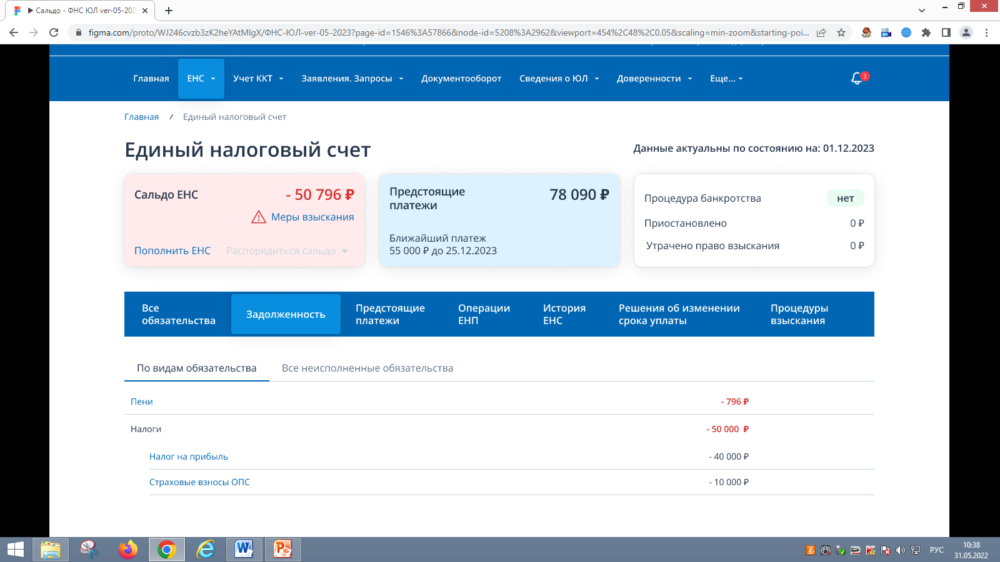 Сальдо - ФНС ЮЛ ver-05-202
figma.com/proto/WJ246cvzb3zK2heYAtMIgX/ФНС-ЮЛ-ver-05-2023?page-id=1546%3A57866&node-id=5208%3A2962&viewport=454%2C48%2C0.05&scaling=min-zoom&starting-poi...
Главная ЕНС Учет ККТ Заявления. Запросы Документооборот Сведения о ЮЛ Доверенности Еще... 3
Главная / Единый налоговый счет
Единый налоговый счет
Данные актуальны по состоянию на: 01.12.2023
Сальдо ЕНС - 50 796 ₽
Меры взыскания
Пополнить ЕНС Распорядиться сальдо
Предстоящие
платежи
78 090 ₽
Ближайший платеж
55 000 ₽ до 25.12.2023
Процедура банкротства нет
Приостановлено 0 ₽
Утрачено право взыскания 0 ₽
Все
обязательства
Задолженность
Предстоящие
платежи
Операции
ЕНП
История
ЕНС
Решения об изменении
срока уплаты
Процедуры
взыскания
По видам обязательства Все неисполненные обязательства
Пени - 796 ₽
Налоги - 50 000 ₽
Налог на прибыль - 40 000 ₽
Страховые взносы ОПС - 10 000 ₽
РУС
10:38
31.05.2022